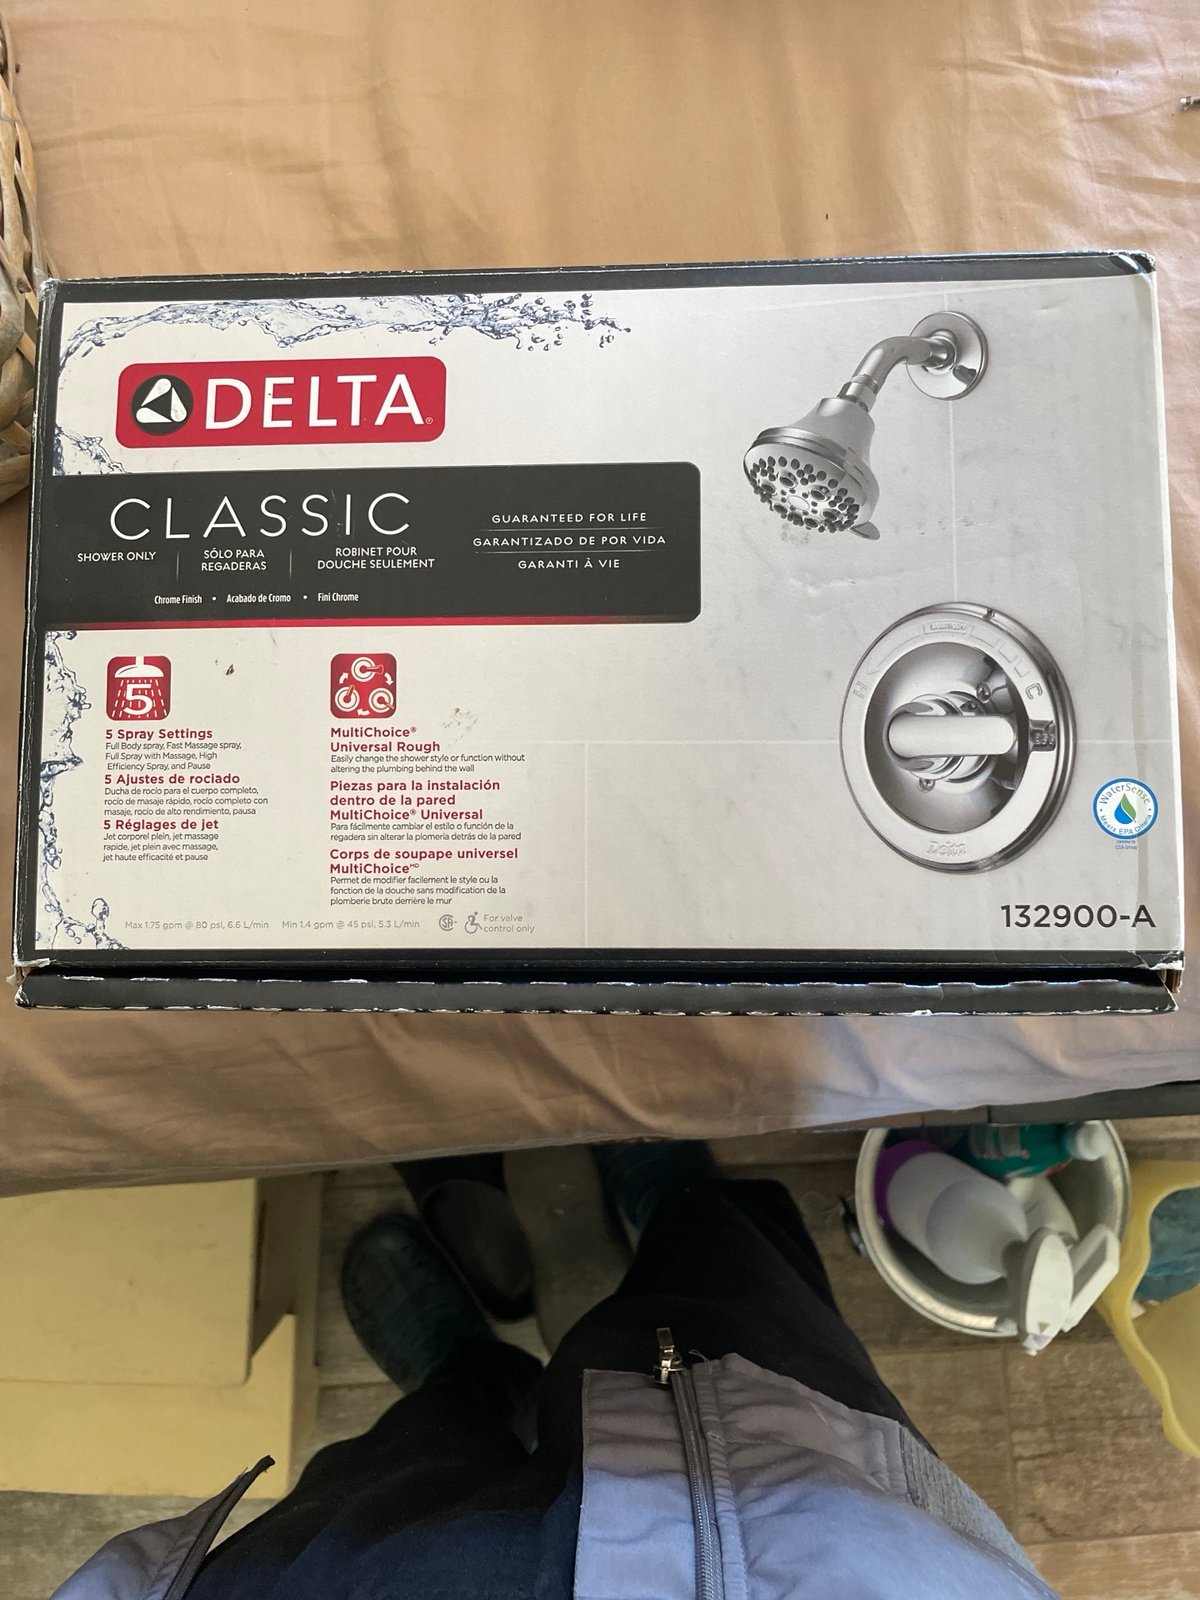 DELTA®
CLASSIC
SHOWER ONLY
SÓLO PARA
REGADERAS
ROBINET POUR
DOUCHE SEULEMENT
GUARANTEED FOR LIFE
GARANTIZADO DE POR VIDA
GARANTI À VIE
Chrome Finish • Acabado de Cromo • Fini Chrome
5
5 Spray Settings
Full Body spray, Fast Massage spray,
Full Spray with Massage, High
Efficiency Spray, and Pause
5 Ajustes de rociado
Ducha de rocío para el cuerpo completo,
rocío de masaje rápido, rocío completo con
masaje, rocío de alto rendimiento, pausa
5 Réglages de jet
Jet corporel plein, jet massage
rapide, jet plein avec massage,
jet haute efficacité et pause
MultiChoice®
Universal Rough
Easily change the shower style or function without
altering the plumbing behind the wall
Piezas para la instalación
dentro de la pared
MultiChoice® Universal
Para fácilmente cambiar el estilo o función de la
regadera sin alterar la plomería detrás de la pared
Corps de soupape universel
MultiChoice MD
Permet de modifier facilement le style ou la
fonction de la douche sans modification de la
plomberie brute derrière le mur
Max 1.75 gpm @ 80 psi, 6.6 L/min Min 1.4 gpm @ 45 psi, 5.3 L/min
For valve
control only
H
C
Delta
WaterSense
Meets EPA Criteria
Certified by
CSA Group
132900-A